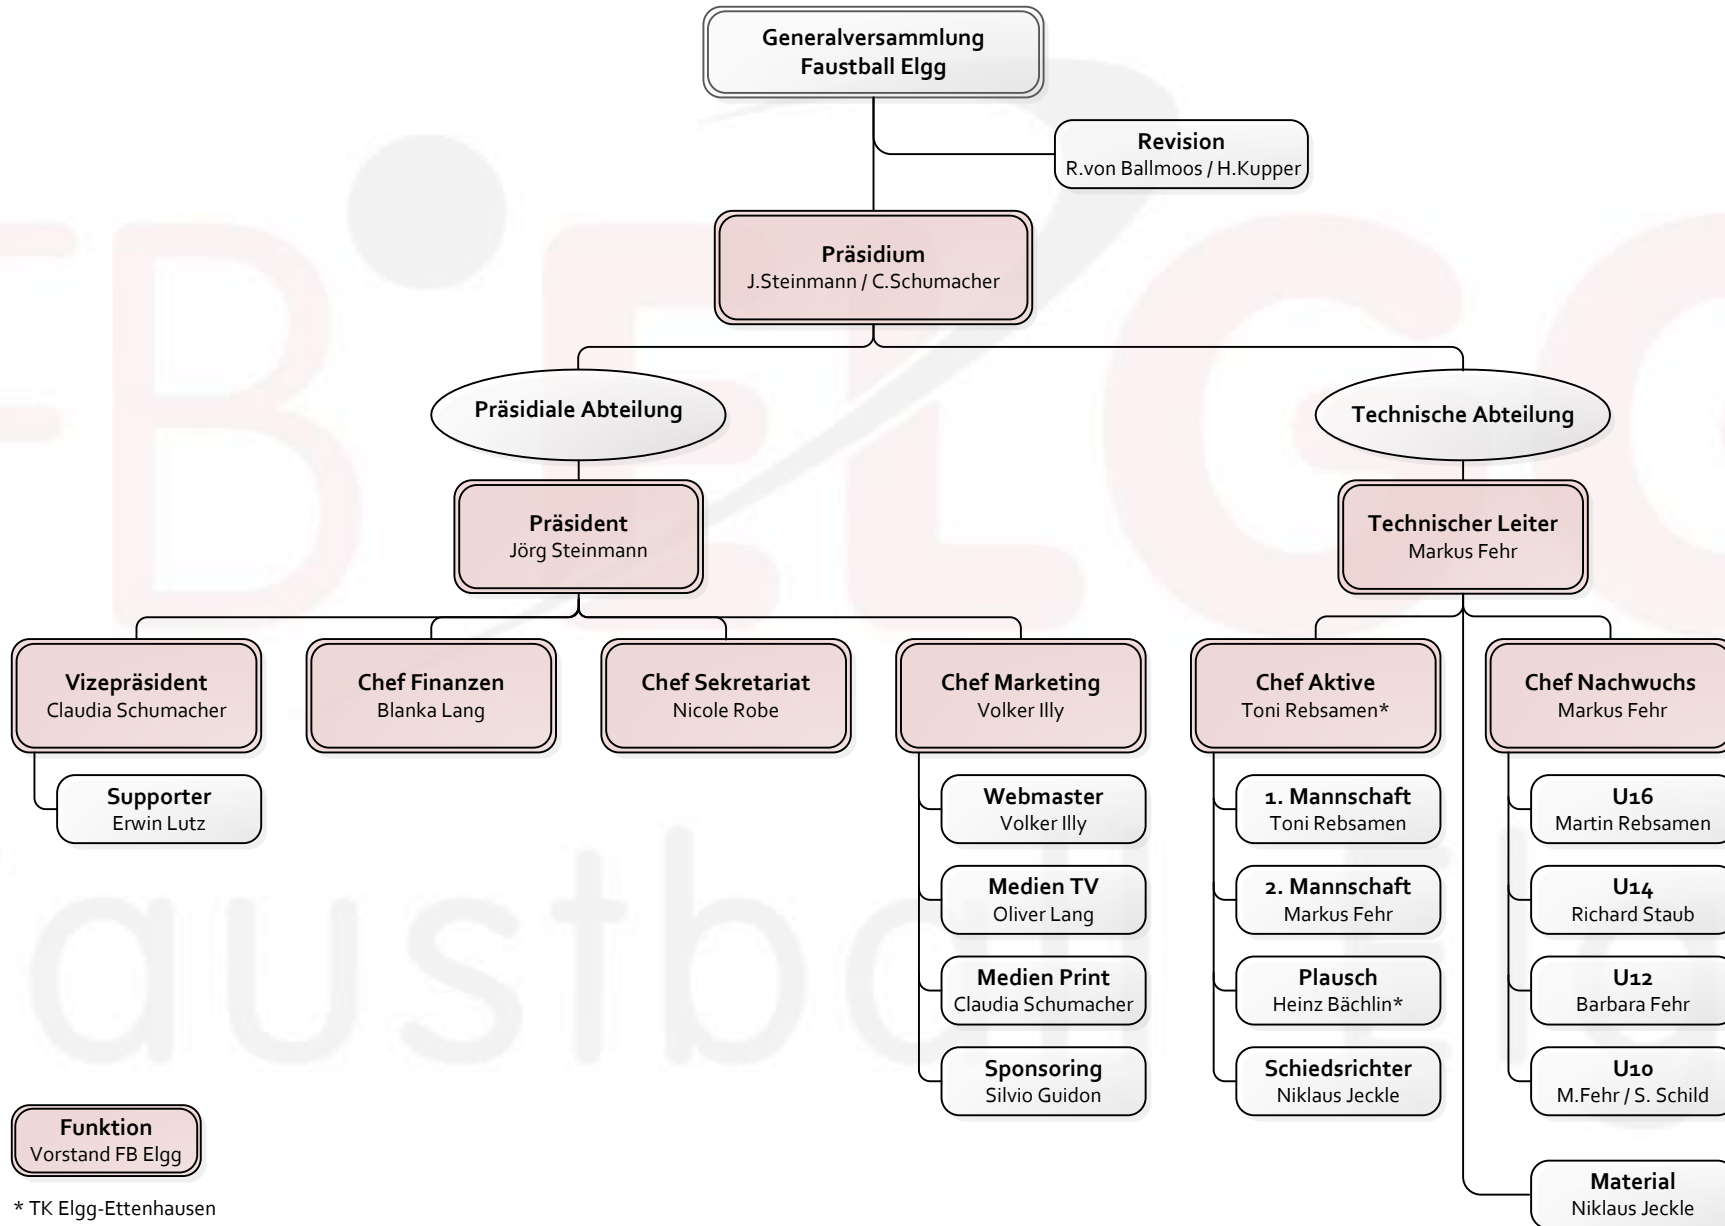 Generalversammlung
Faustball Elgg
Revision
R.von Ballmoos / H.Kupper
Präsidium
J.Steinmann / C.Schumacher
Präsidiale Abteilung
Technische Abteilung
Präsident
Jörg Steinmann
Technischer Leiter
Markus Fehr
Vizepräsident
Claudia Schumacher
Chef Finanzen
Blanka Lang
Chef Sekretariat
Nicole Robe
Chef Marketing
Volker Illy
Chef Aktive
Toni Rebsamen*
Chef Nachwuchs
Markus Fehr
Supporter
Erwin Lutz
Webmaster
Volker Illy
Medien TV
Oliver Lang
Medien Print
Claudia Schumacher
Sponsoring
Silvio Guidon
1. Mannschaft
Toni Rebsamen
2. Mannschaft
Markus Fehr
Plausch
Heinz Bächlin*
Schiedsrichter
Niklaus Jeckle
U16
Martin Rebsamen
U14
Richard Staub
U12
Barbara Fehr
U10
M.Fehr / S. Schild
Material
Niklaus Jeckle
Funktion
Vorstand FB Elgg
* TK Elgg-Ettenhausen
FB ELGG
austball Elg